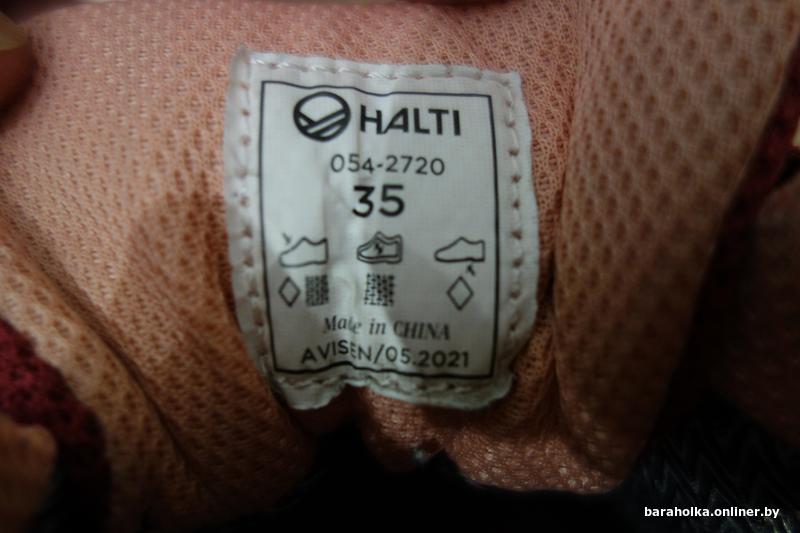 HALTI
054-2720
35
Made in CHINA
AVISEN/05.2021
baraholka.onliner.by